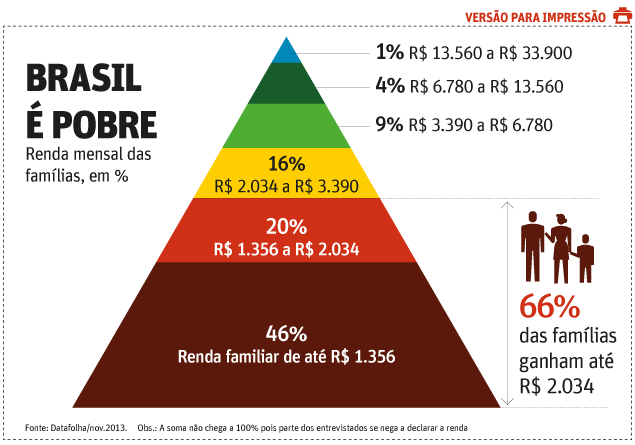 VERSÃO PARA IMPRESSÃO
BRASIL
É POBRE
Renda mensal das
famílias, em %
1% R$ 13.560 a R$ 33.900
4% R$ 6.780 a R$ 13.560
9% R$ 3.390 a R$ 6.780
16%
R$ 2.034 a R$ 3.390
20%
R$ 1.356 a R$ 2.034
46%
Renda familiar de até R$ 1.356
66%
das famílias
ganham até
R$ 2.034
Fonte: Datafolha/nov.2013. Obs.: A soma não chega a 100% pois parte dos entrevistados se nega a declarar a renda